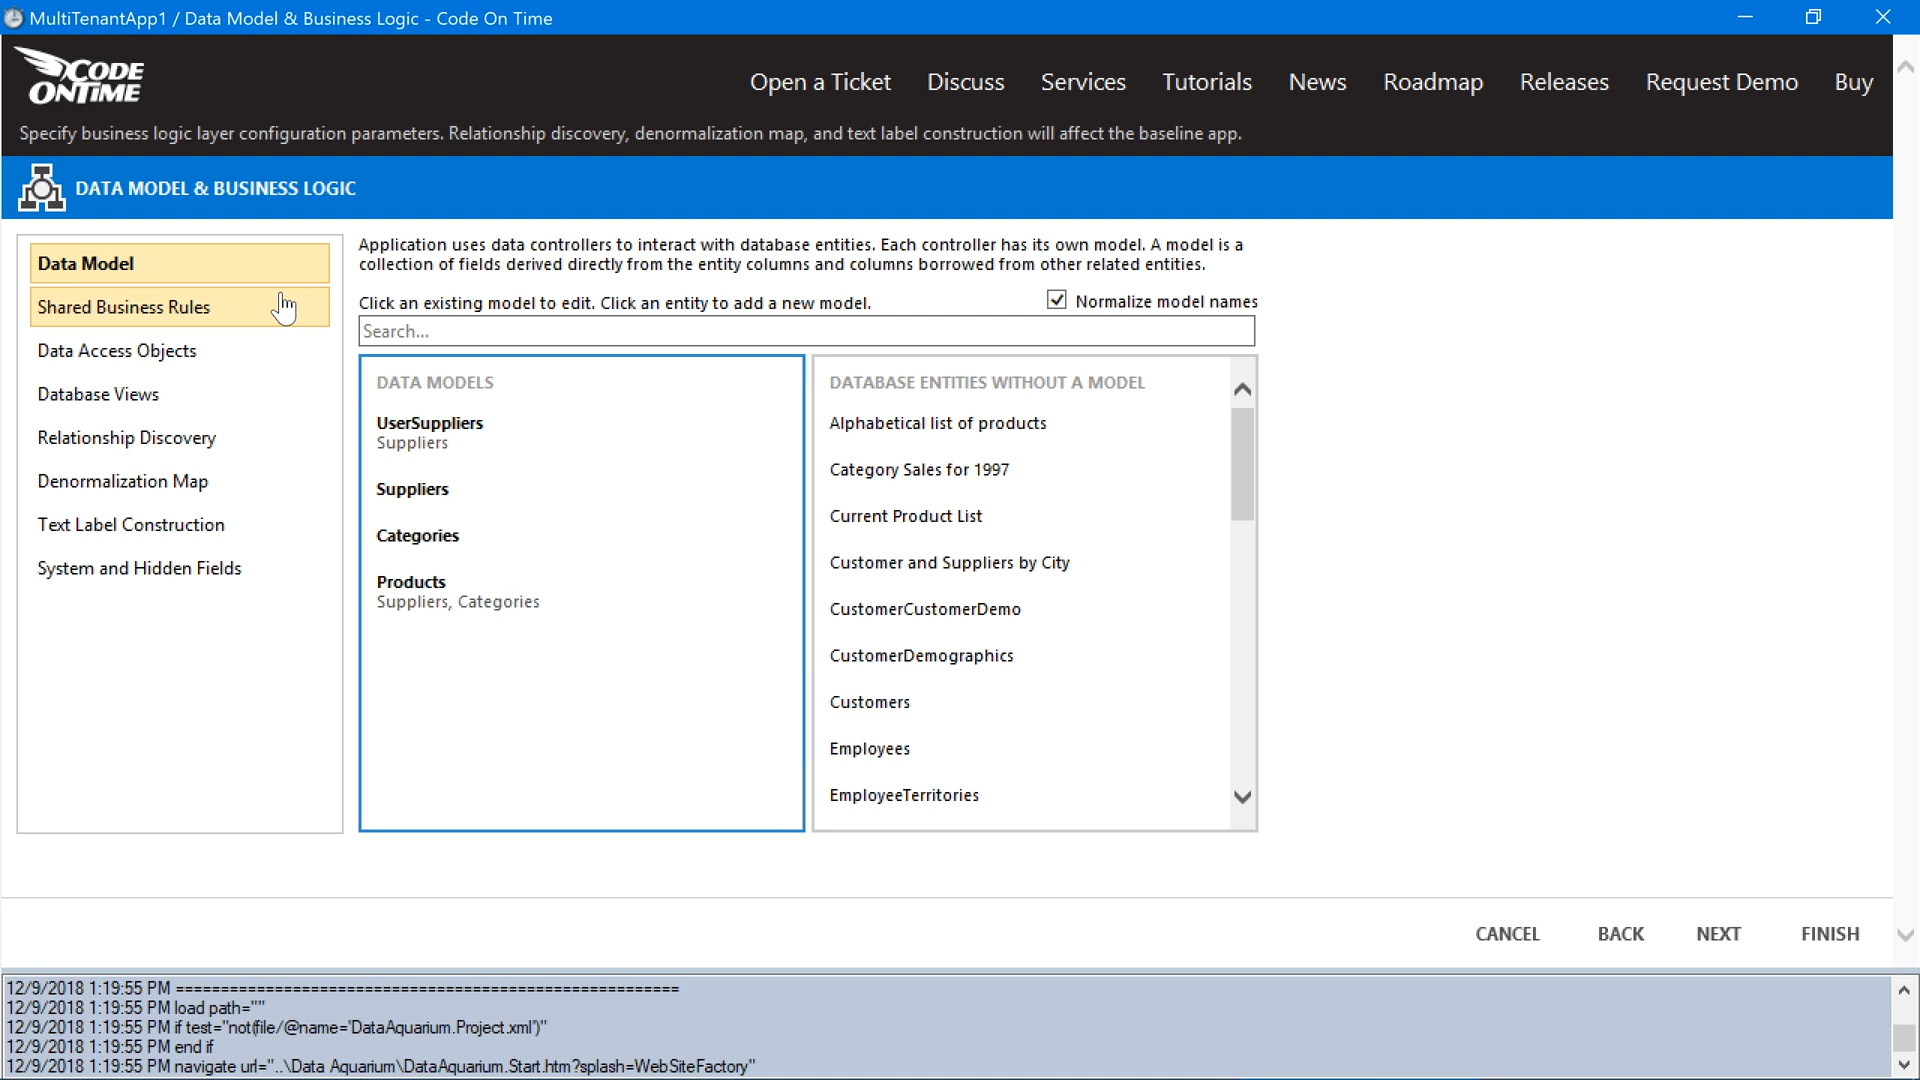 MultiTenantApp1 / Data Model & Business Logic - Code On Time
CODE
ONTIME
Open a Ticket Discuss Services Tutorials News Roadmap Releases Request Demo Buy
Specify business logic layer configuration parameters. Relationship discovery, denormalization map, and text label construction will affect the baseline app.
DATA MODEL & BUSINESS LOGIC
Data Model
Shared Business Rules
Data Access Objects
Database Views
Relationship Discovery
Denormalization Map
Text Label Construction
System and Hidden Fields
Application uses data controllers to interact with database entities. Each controller has its own model. A model is a
collection of fields derived directly from the entity columns and columns borrowed from other related entities.
Click an existing model to edit. Click an entity to add a new model.
Normalize model names
Search...
DATA MODELS
UserSuppliers
Suppliers
Suppliers
Categories
Products
Suppliers, Categories
DATABASE ENTITIES WITHOUT A MODEL
Alphabetical list of products
Category Sales for 1997
Current Product List
Customer and Suppliers by City
CustomerCustomerDemo
CustomerDemographics
Customers
Employees
EmployeeTerritories
CANCEL BACK NEXT FINISH
12/9/2018 1:19:55 PM ========================================================
12/9/2018 1:19:55 PM load path=""
12/9/2018 1:19:55 PM if test="not(file/@name='DataAquarium.Project.xml')"
12/9/2018 1:19:55 PM end if
12/9/2018 1:19:55 PM navigate url="..\Data Aquarium\DataAquarium.Start.htm?splash=WebSiteFactory"